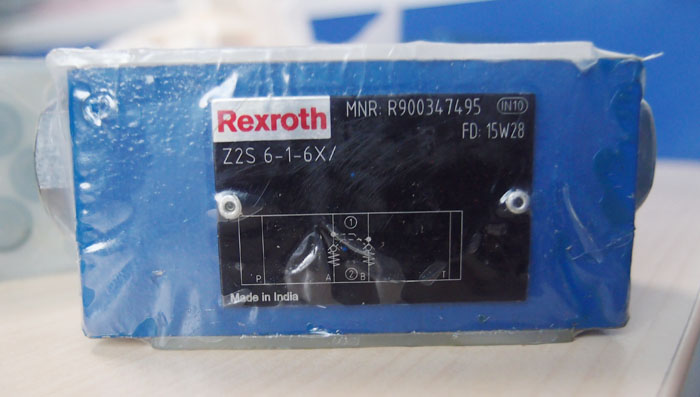 Rexroth
MNR: R900347495
IN10
FD: 15W28
Z2S 6-1-6X/
1
P A 2 B T
Made in India